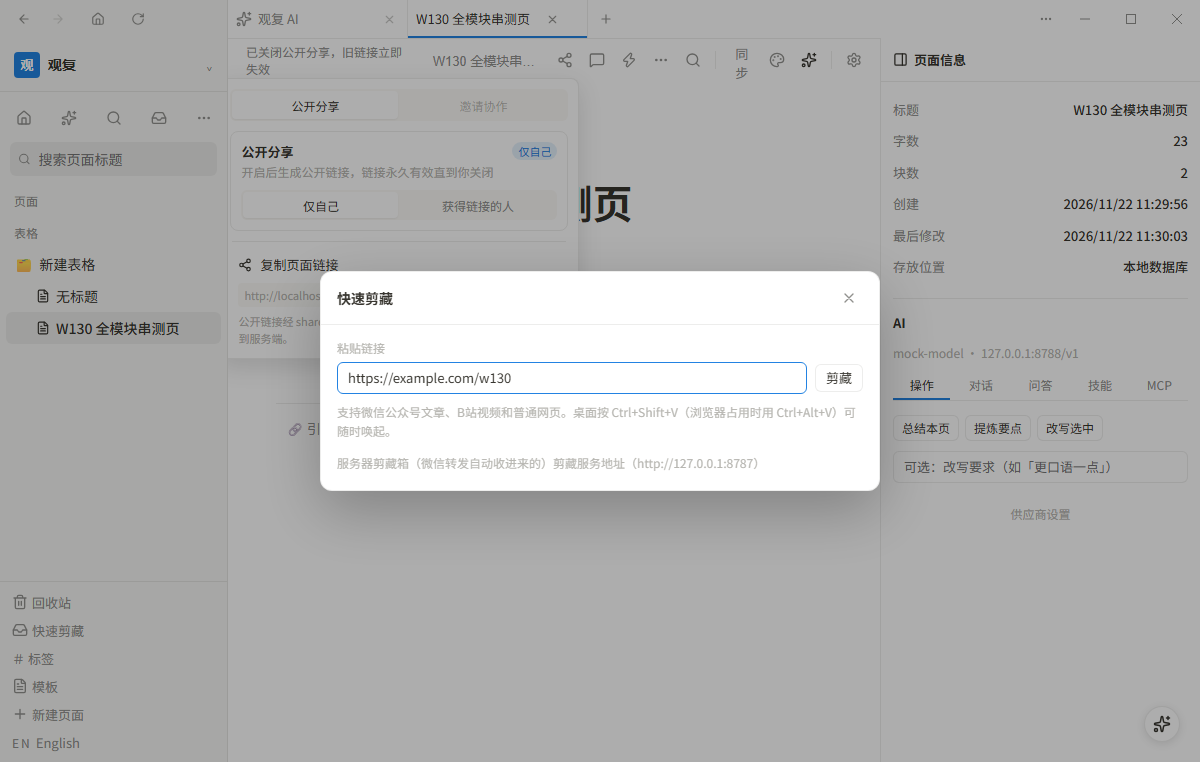 观复 AI
W130 全模块串测页
观
观复
搜索页面标题
页面
表格
新建表格
无标题
W130 全模块串测页
回收站
快速剪藏
# 标签
模板
新建页面
EN English
已关闭公开分享，旧链接立即
失效
W130 全模块串...
同
步
公开分享
邀请协作
公开分享
仅自己
开启后生成公开链接，链接永久有效直到你关闭
仅自己
获得链接的人
测页
复制页面链接
http://localhos
公开链接经 share
到服务端。
引
快速剪藏
粘贴链接
https://example.com/w130
剪藏
支持微信公众号文章、B站视频和普通网页。桌面按 Ctrl+Shift+V（浏览器占用时用 Ctrl+Alt+V）可
随时唤起。
服务器剪藏箱（微信转发自动收进来的）剪藏服务地址（http://127.0.0.1:8787）
页面信息
标题
W130 全模块串测页
字数
23
块数
2
创建
2026/11/22 11:29:56
最后修改
2026/11/22 11:30:03
存放位置
本地数据库
AI
mock-model • 127.0.0.1:8788/v1
操作
对话
问答
技能
MCP
总结本页
提炼要点
改写选中
可选：改写要求（如「更口语一点」）
供应商设置